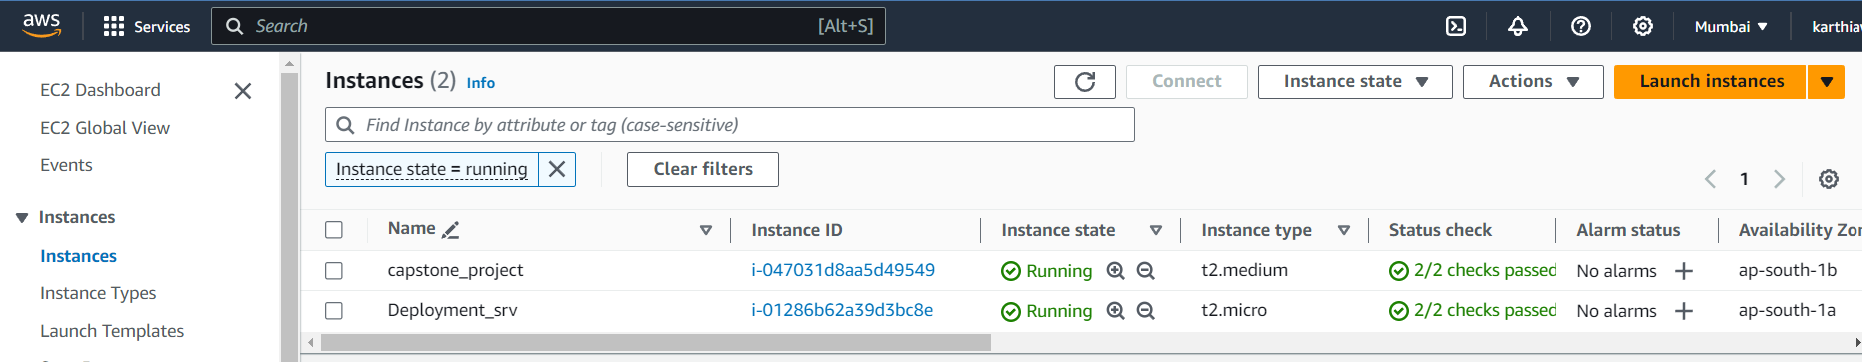 aws Services Search [Alt+S] Mumbai
EC2 Dashboard
EC2 Global View
Events
Instances
Instances
Instance Types
Launch Templates
Instances (2) Info Connect Instance state Actions Launch instances
Find Instance by attribute or tag (case-sensitive)
Instance state = running Clear filters
1
Name Instance ID Instance state Instance type Status check Alarm status Availability Zo
capstone_project i-047031d8aa5d49549 Running t2.medium 2/2 checks passed No alarms ap-south-1b
Deployment_srv i-01286b62a39d3bc8e Running t2.micro 2/2 checks passed No alarms ap-south-1a